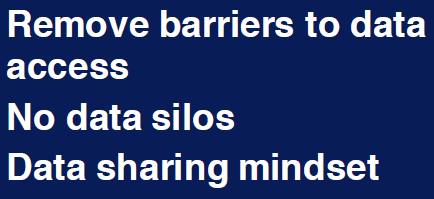 Remove barriers to data
access
No data silos
Data sharing mindset